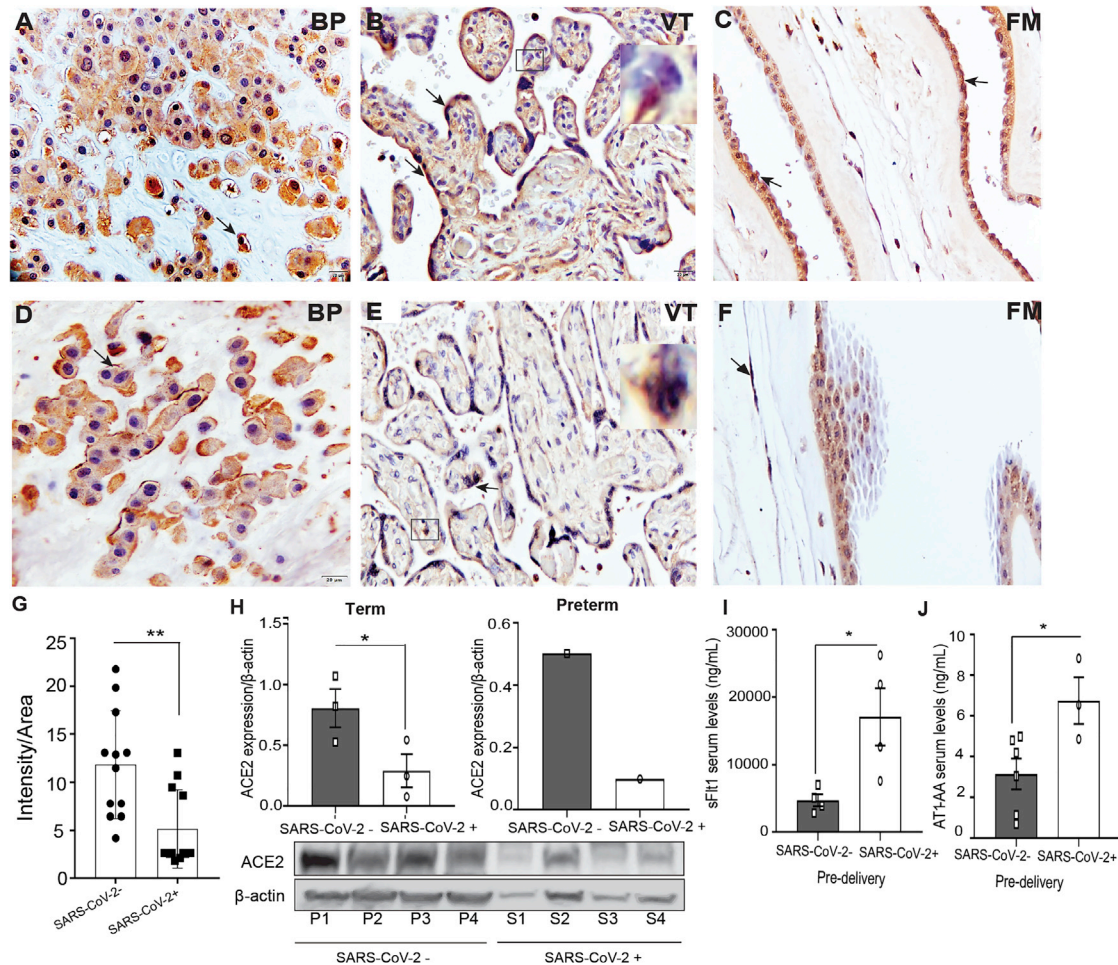 A BP
B VT
C FM
D BP
20 µm
E VT
F FM
G
**
Intensity/Area
25
20
15
10
5
0
SARS-CoV-2-
SARS-CoV-2+
H
Term
*
ACE2 expression/β-actin
1.5
1.0
0.5
0.0
SARS-CoV-2 -
SARS-CoV-2 +
Preterm
ACE2 expression/β-actin
0.6
0.4
0.2
0.0
SARS-CoV-2 -
SARS-CoV-2 +
ACE2
β-actin
P1 P2 P3 P4 S1 S2 S3 S4
SARS-CoV-2 -
SARS-CoV-2 +
I
*
sFlt1 serum levels (ng/mL)
30000
20000
10000
0
SARS-CoV-2-
SARS-CoV-2+
Pre-delivery
J
*
AT1-AA serum levels (ng/mL)
10
8
6
4
2
0
SARS-CoV-2-
SARS-CoV-2+
Pre-delivery